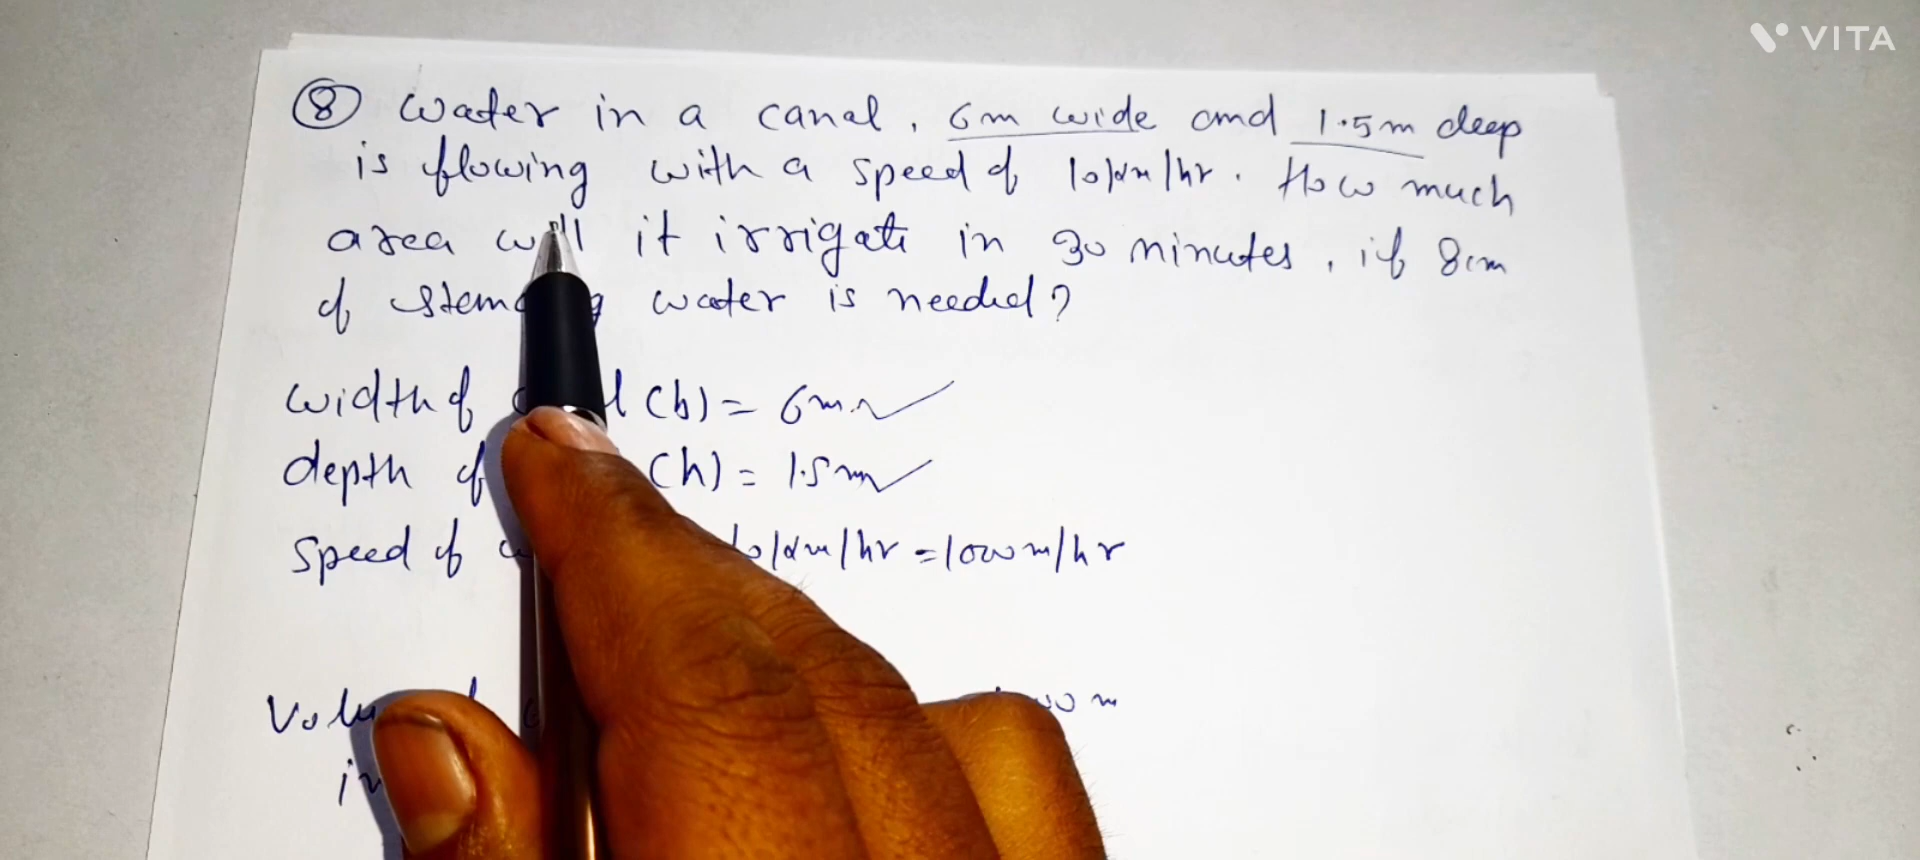 VITA
⑧ Water in a canal, 6m wide and 1.5m deep
is flowing with a speed of 10km/hr. How much
area will it irrigate in 30 minutes, if 8cm
of water is needed?
width of (b) = 6m
depth of (h) = 1.5m
speed of 10km/hr = 1000m/hr